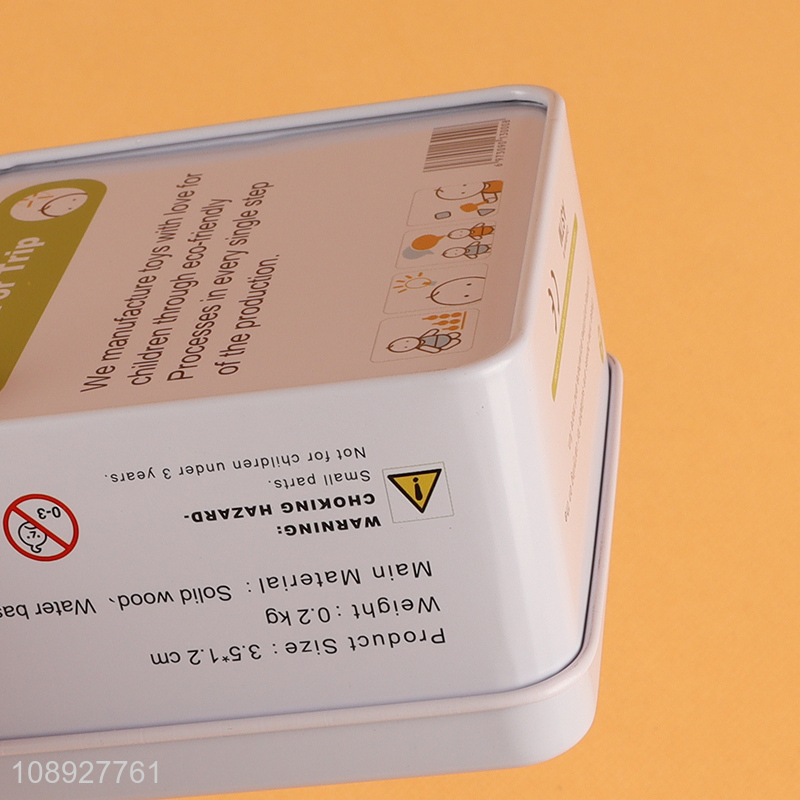 of Trip
We manufacture toys with love for
children through eco-friendly
Processes in every single step
of the production.
Product Size : 3.5*1.2 cm
Weight : 0.2 kg
Main Material : Solid wood、Water bas
WARNING:
CHOKING HAZARD-
Small parts.
Not for children under 3 years.
0-3
108927761